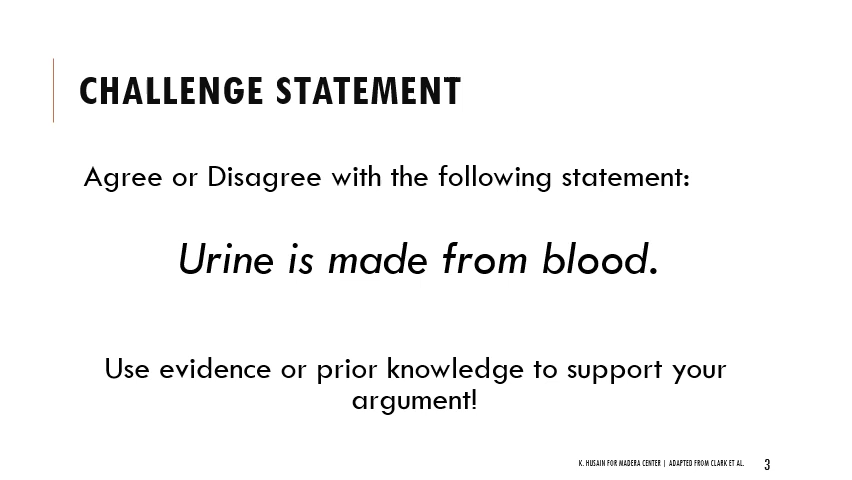 CHALLENGE STATEMENT
Agree or Disagree with the following statement:
Urine is made from blood.
Use evidence or prior knowledge to support your
argument!
K. HUSAIN FOR MADERA CENTER | ADAPTED FROM CLARK ET AL.
3